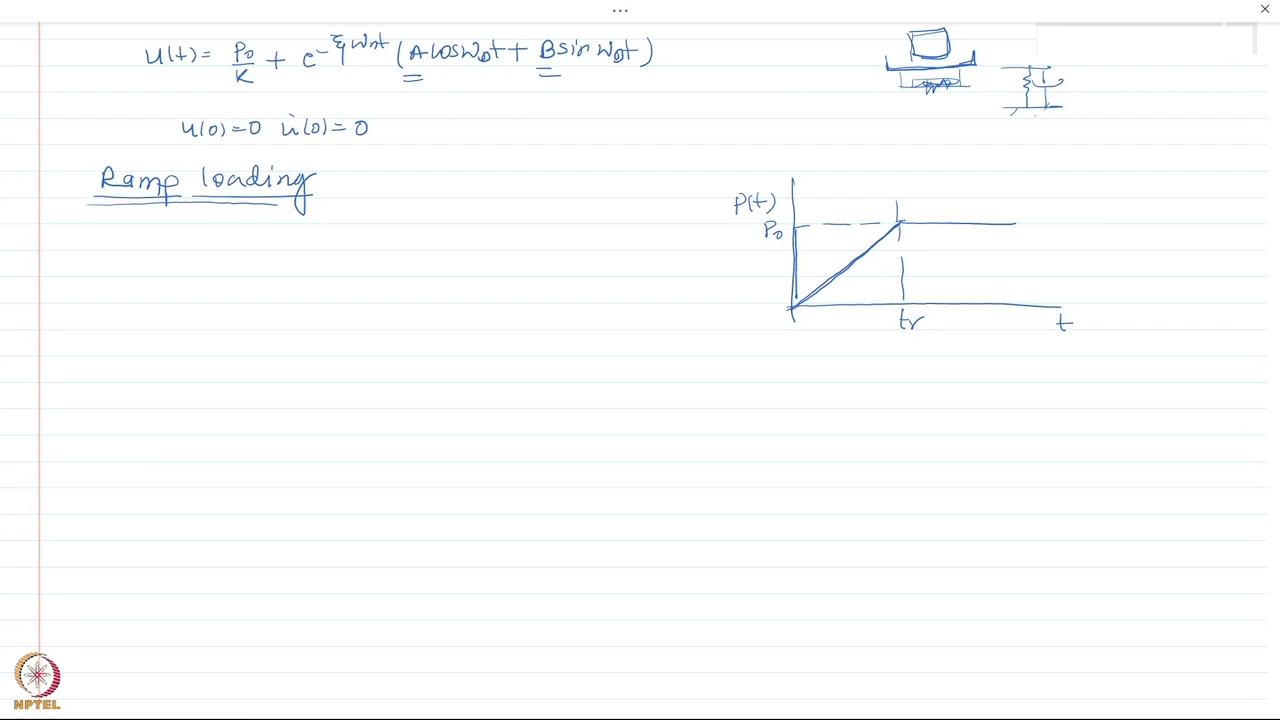 u(t) = P₀/K + e^-ξωnt (A cos ωDt + B sin ωDt)
u(0)=0 u̇(0)=0
Ramp loading
P(t)
P₀
tr
t
NPTEL